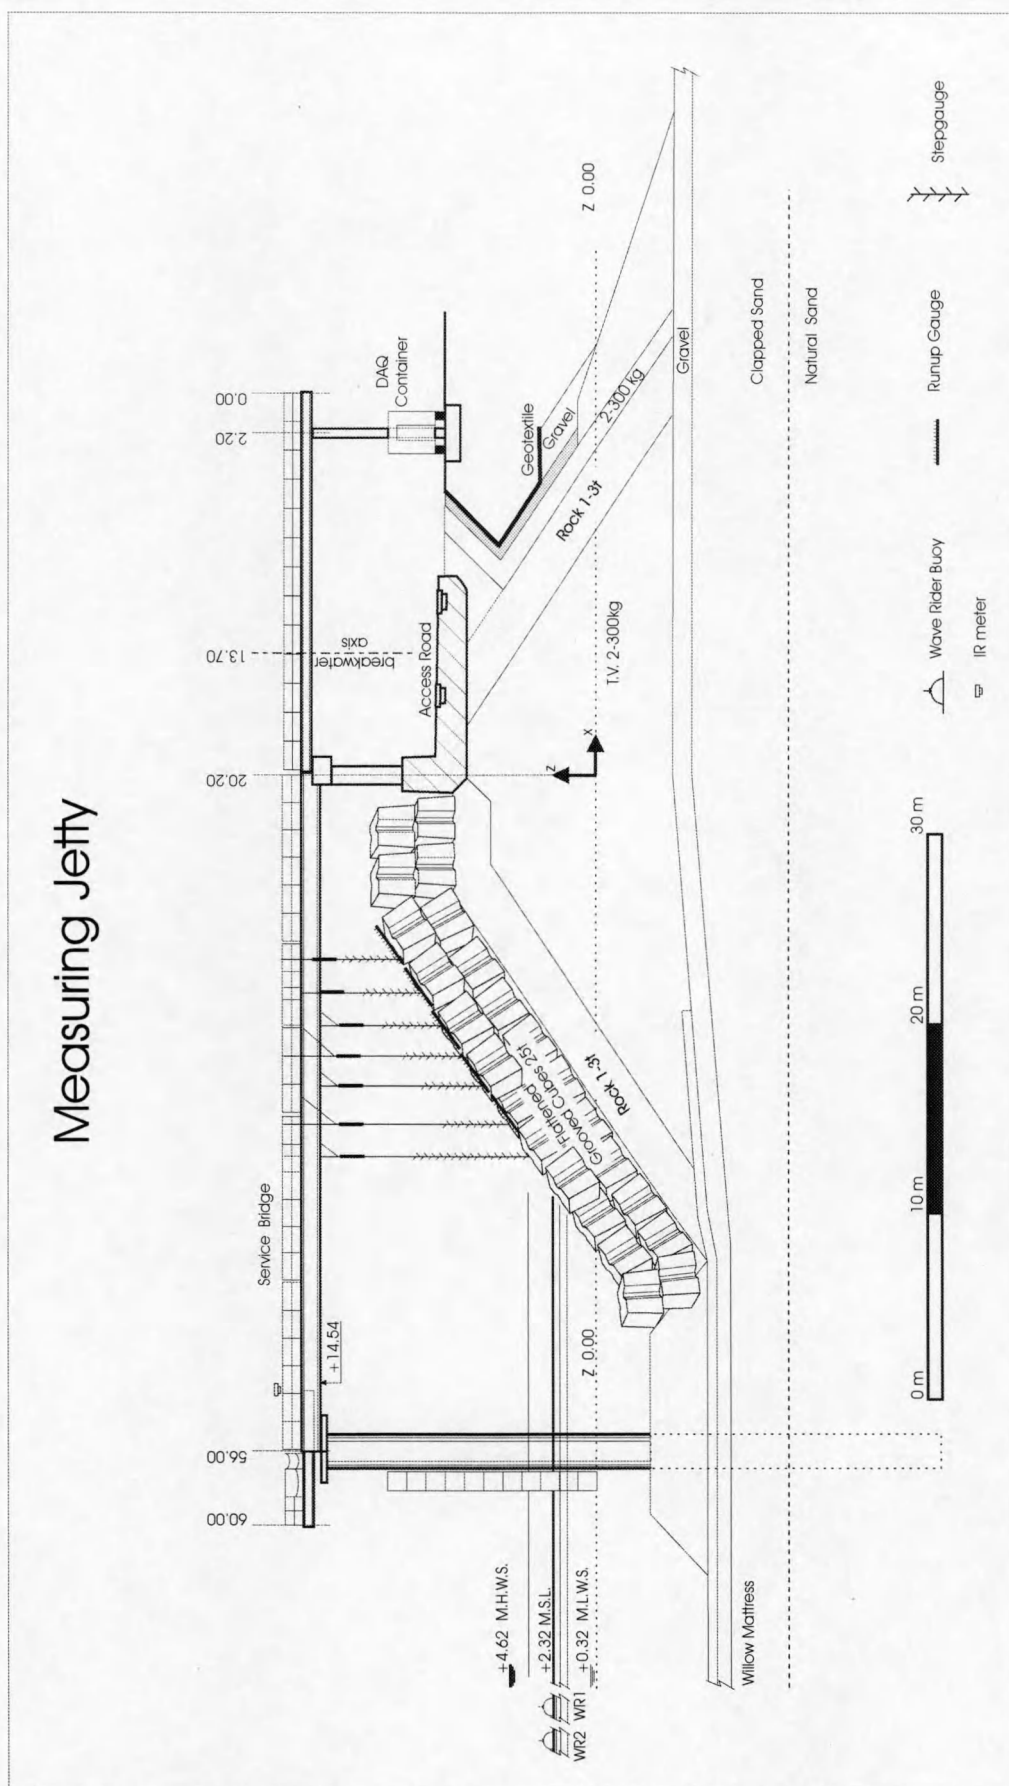 Measuring Jetty
60.00
56.00
20.20
13.70
2.20
0.00
Service Bridge
+14.54
breakwater
axis
DAQ
Container
Access Road
Geotextile
Gravel
2-300 kg
Rock 1-3t
"Flattened"
Grooved Cubes 25t
Rock 1-3t
z
x
T.V. 2-300kg
Z 0.00
Z 0.00
+4.62 M.H.W.S.
+2.32 M.S.L.
+0.32 M.L.W.S.
WR2 WR1
Gravel
Willow Mattress
Clapped Sand
Natural Sand
0 m
10 m
20 m
30 m
Wave Rider Buoy
Runup Gauge
Stepgauge
IR meter